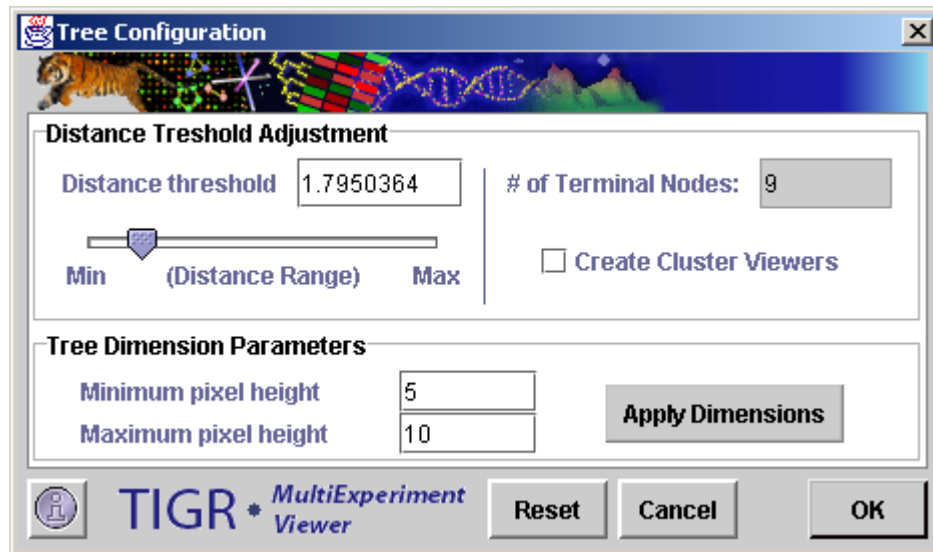 Tree Configuration
Distance Treshold Adjustment
Distance threshold 1.7950364 # of Terminal Nodes: 9
Min (Distance Range) Max Create Cluster Viewers
Tree Dimension Parameters
Minimum pixel height 5
Maximum pixel height 10 Apply Dimensions
TIGR MultiExperiment
Viewer Reset Cancel OK